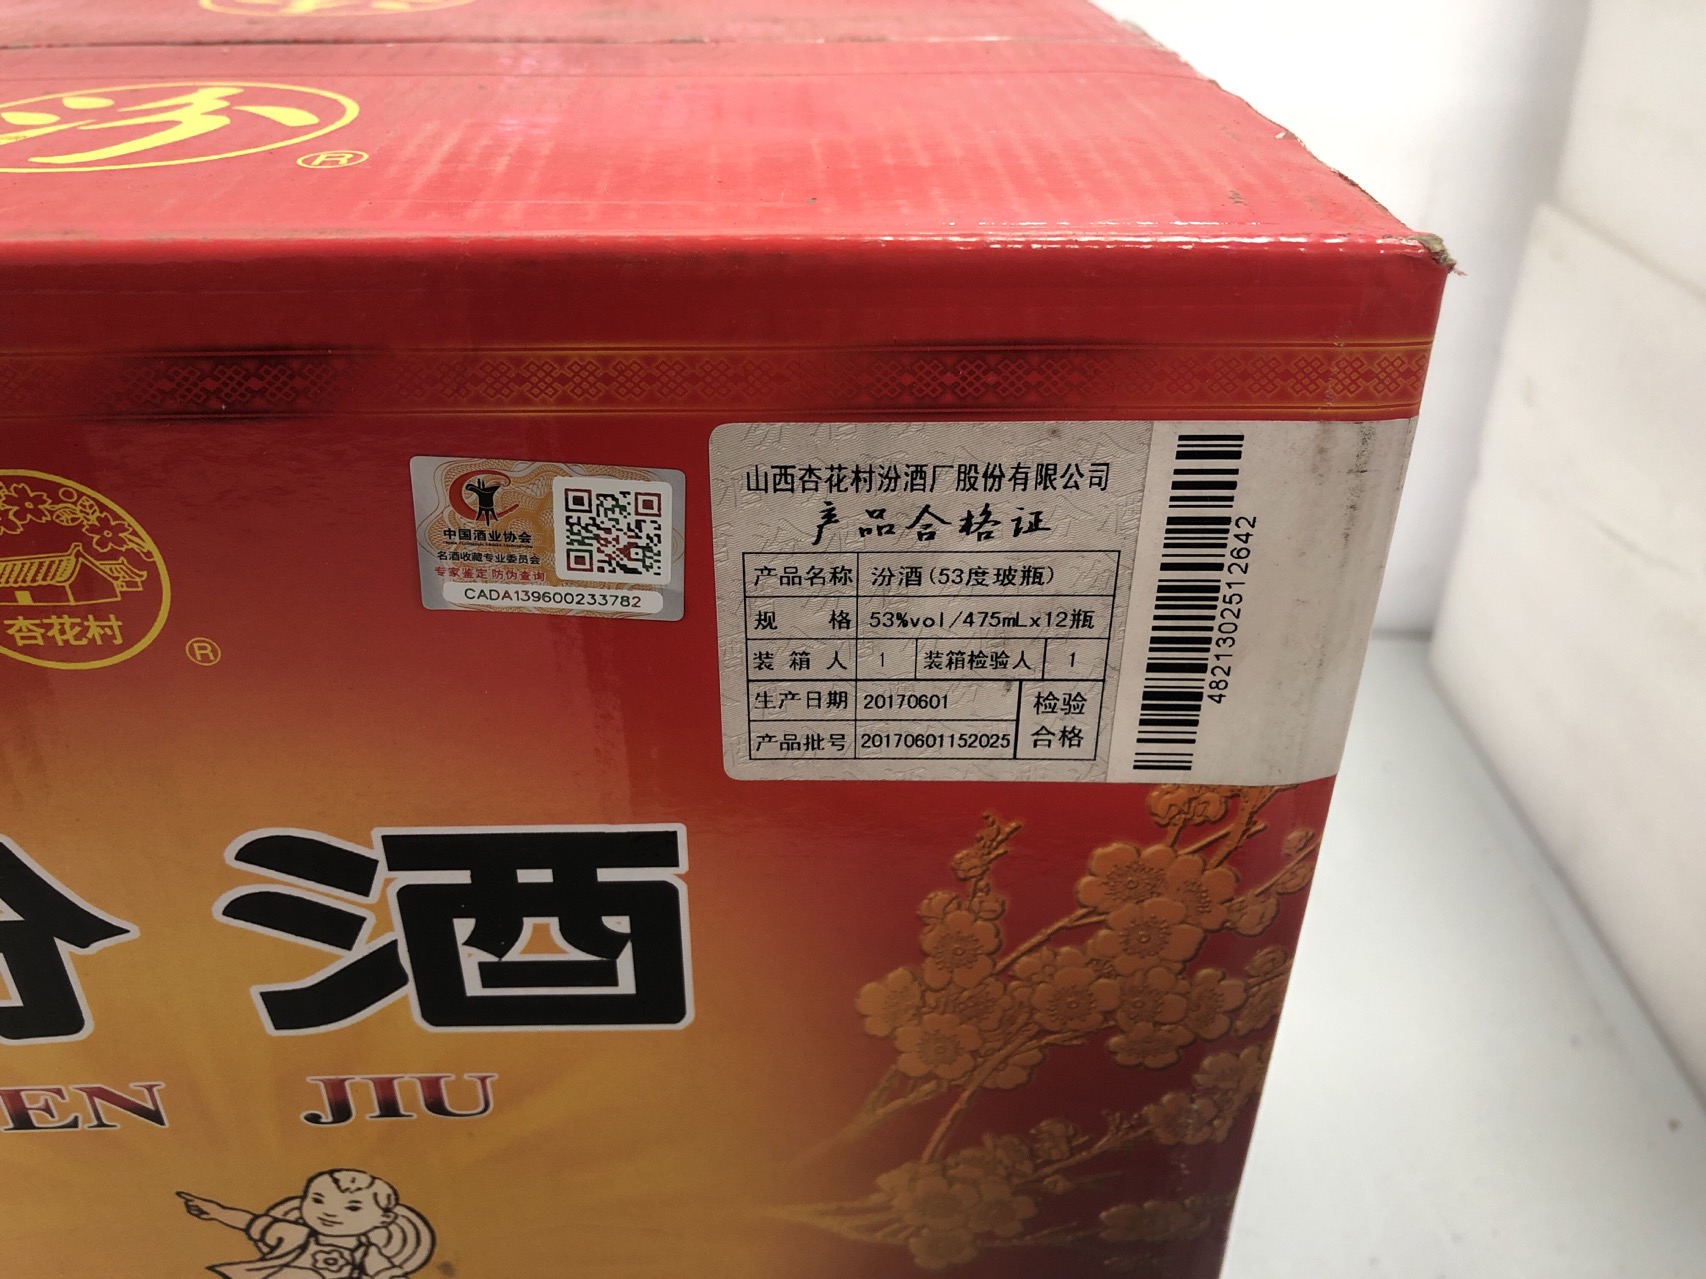 汾
®
杏花村
®
中国酒业协会
名酒收藏专业委员会
专家鉴定 防伪查询
CADA139600233782
山西杏花村汾酒厂股份有限公司
产品合格证
产品名称 汾酒(53度玻瓶)
规 格 53%vol/475mLx12瓶
装 箱 人 1 装箱检验人 1
生产日期 20170601 检验
产品批号 20170601152025 合格
48213025112642
酒
EN JIU